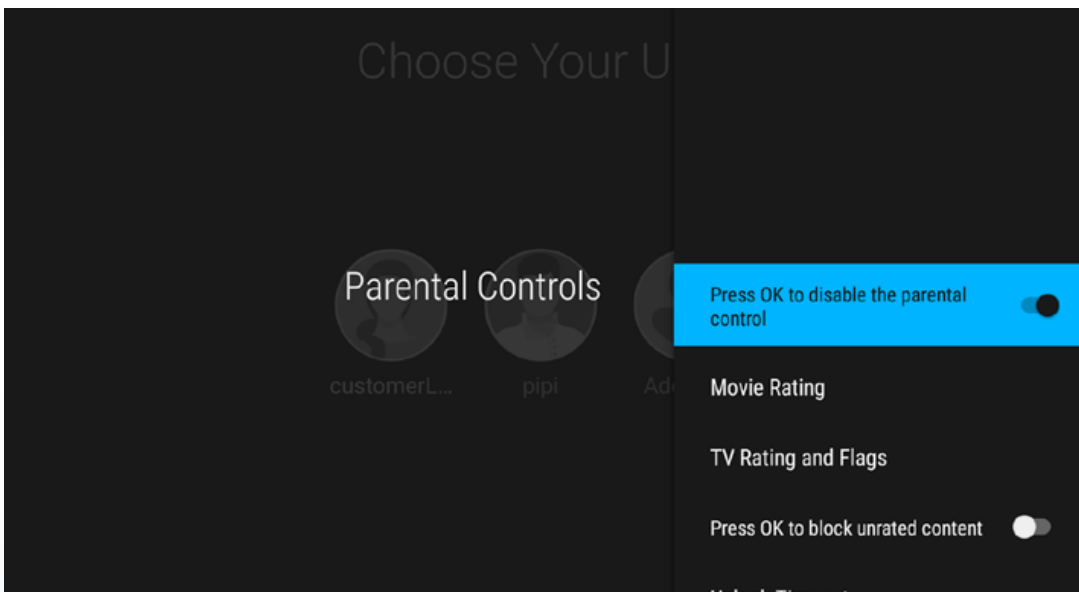 Choose Your U
Parental Controls
customerL...
pipi
Ad
Press OK to disable the parental
control
Movie Rating
TV Rating and Flags
Press OK to block unrated content